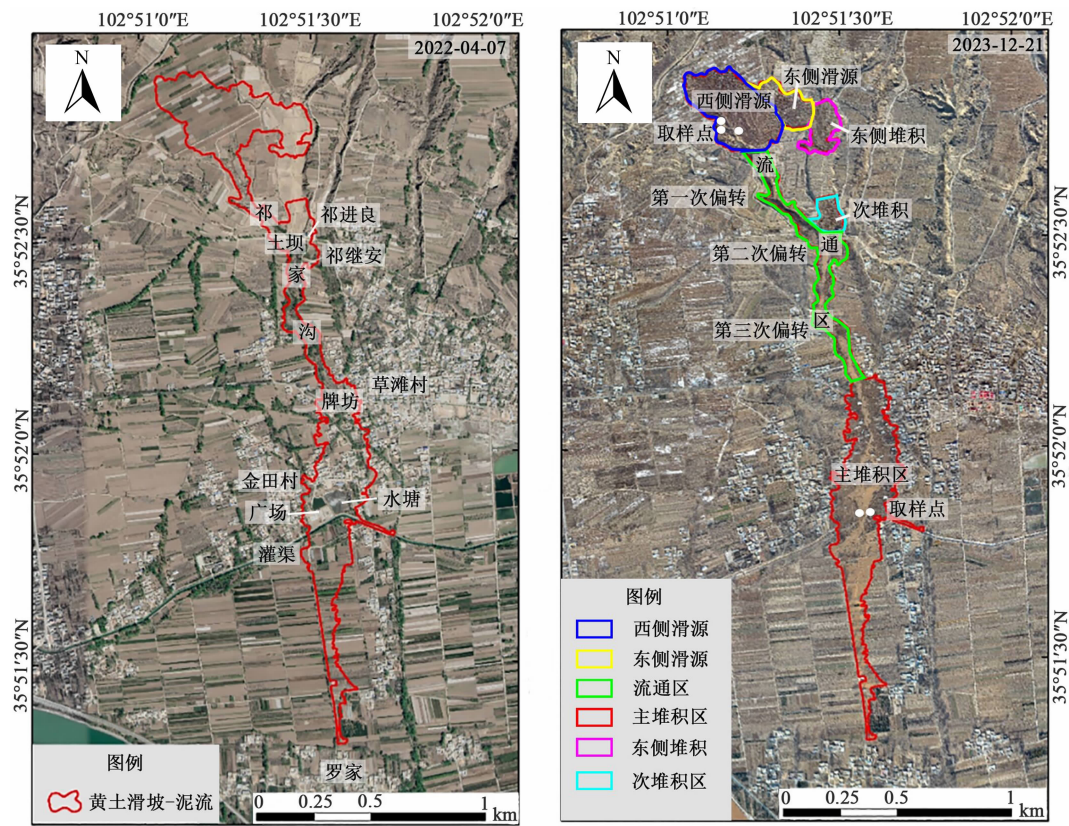 102°51′0″E 102°51′30″E 102°52′0″E
2022-04-07
N
祁
祁进良
土坝
祁继安
家
沟
草滩村
牌坊
金田村
水塘
广场
灌渠
罗家
图例
黄土滑坡-泥流
0 0.25 0.5 1
km
35°52′30″N
35°52′0″N
35°51′30″N
102°51′0″E 102°51′30″E 102°52′0″E
2023-12-21
N
东侧滑源
西侧滑源
取样点
东侧堆积
流
第一次偏转
次堆积
通
第二次偏转
区
第三次偏转
主堆积区
取样点
图例
西侧滑源
东侧滑源
流通区
主堆积区
东侧堆积
次堆积区
0 0.25 0.5 1
km
35°52′30″N
35°52′0″N
35°51′30″N